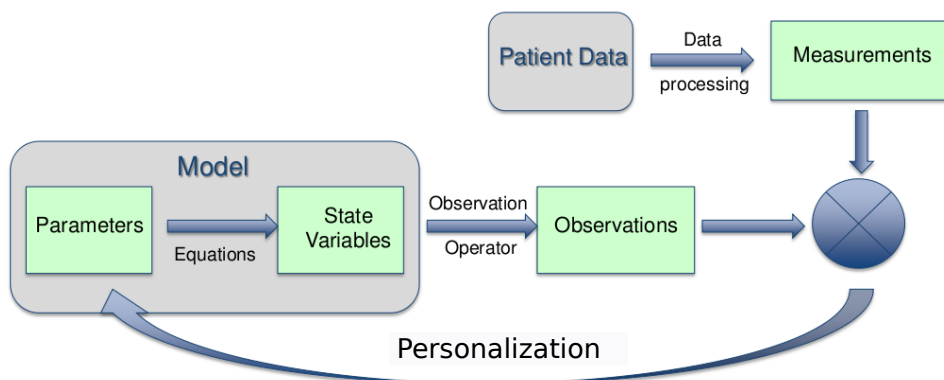 Patient Data
Data
processing
Measurements
Model
Parameters
Equations
State
Variables
Observation
Operator
Observations
Personalization